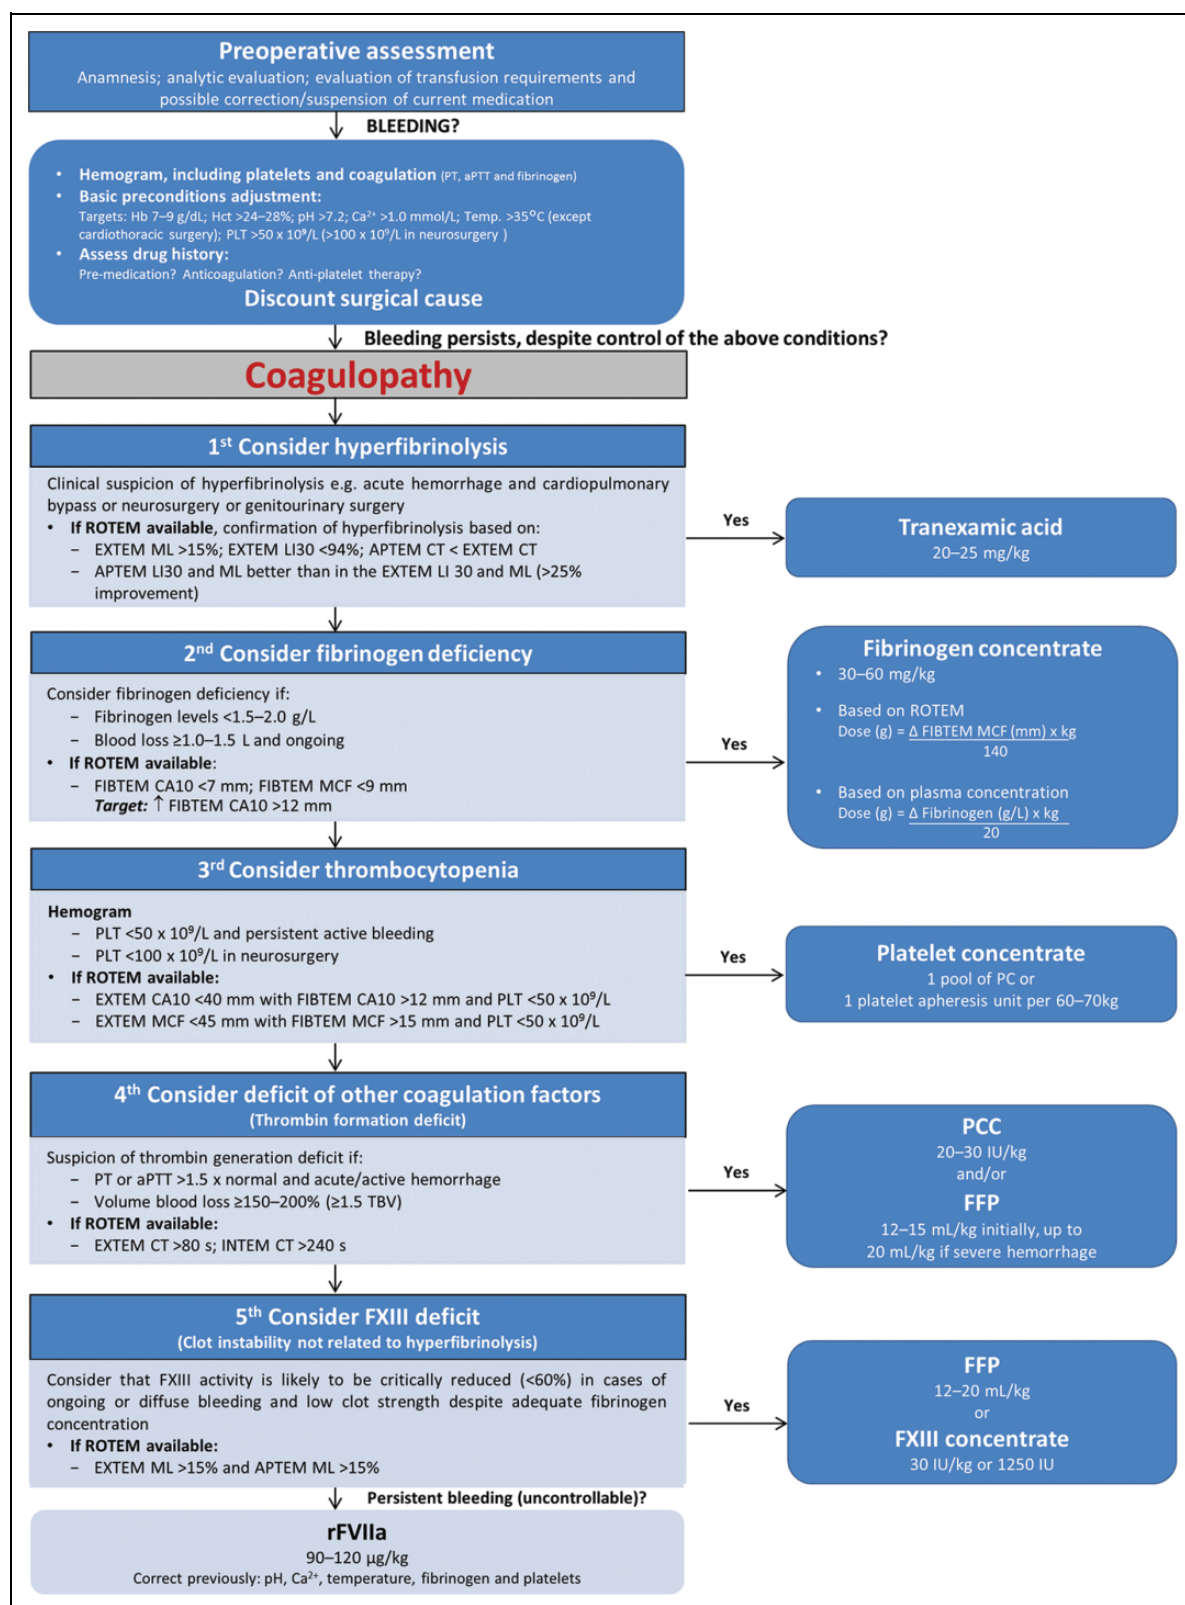 Preoperative assessment
Anamnesis; analytic evaluation; evaluation of transfusion requirements and
possible correction/suspension of current medication
BLEEDING?
• Hemogram, including platelets and coagulation (PT, aPTT and fibrinogen)
• Basic preconditions adjustment:
Targets: Hb 7–9 g/dL; Hct >24–28%; pH >7.2; Ca²⁺ >1.0 mmol/L; Temp. >35°C (except
cardiothoracic surgery); PLT >50 x 10⁹/L (>100 x 10⁹/L in neurosurgery )
• Assess drug history:
Pre-medication? Anticoagulation? Anti-platelet therapy?
Discount surgical cause
Bleeding persists, despite control of the above conditions?
Coagulopathy
1st Consider hyperfibrinolysis
Clinical suspicion of hyperfibrinolysis e.g. acute hemorrhage and cardiopulmonary
bypass or neurosurgery or genitourinary surgery
• If ROTEM available, confirmation of hyperfibrinolysis based on:
– EXTEM ML >15%; EXTEM LI30 <94%; APTEM CT < EXTEM CT
– APTEM LI30 and ML better than in the EXTEM LI 30 and ML (>25%
improvement)
Yes
Tranexamic acid
20–25 mg/kg
2nd Consider fibrinogen deficiency
Consider fibrinogen deficiency if:
– Fibrinogen levels <1.5–2.0 g/L
– Blood loss ≥1.0–1.5 L and ongoing
• If ROTEM available:
– FIBTEM CA10 <7 mm; FIBTEM MCF <9 mm
Target: ↑ FIBTEM CA10 >12 mm
Yes
Fibrinogen concentrate
• 30–60 mg/kg
• Based on ROTEM
Dose (g) = Δ FIBTEM MCF (mm) x kg
140
• Based on plasma concentration
Dose (g) = Δ Fibrinogen (g/L) x kg
20
3rd Consider thrombocytopenia
Hemogram
– PLT <50 x 10⁹/L and persistent active bleeding
– PLT <100 x 10⁹/L in neurosurgery
• If ROTEM available:
– EXTEM CA10 <40 mm with FIBTEM CA10 >12 mm and PLT <50 x 10⁹/L
– EXTEM MCF <45 mm with FIBTEM MCF >15 mm and PLT <50 x 10⁹/L
Yes
Platelet concentrate
1 pool of PC or
1 platelet apheresis unit per 60–70kg
4th Consider deficit of other coagulation factors
(Thrombin formation deficit)
Suspicion of thrombin generation deficit if:
– PT or aPTT >1.5 x normal and acute/active hemorrhage
– Volume blood loss ≥150–200% (≥1.5 TBV)
• If ROTEM available:
– EXTEM CT >80 s; INTEM CT >240 s
Yes
PCC
20–30 IU/kg
and/or
FFP
12–15 mL/kg initially, up to
20 mL/kg if severe hemorrhage
5th Consider FXIII deficit
(Clot instability not related to hyperfibrinolysis)
Consider that FXIII activity is likely to be critically reduced (<60%) in cases of
ongoing or diffuse bleeding and low clot strength despite adequate fibrinogen
concentration
• If ROTEM available:
– EXTEM ML >15% and APTEM ML >15%
Yes
FFP
12–20 mL/kg
or
FXIII concentrate
30 IU/kg or 1250 IU
Persistent bleeding (uncontrollable)?
rFVIIa
90–120 µg/kg
Correct previously: pH, Ca²⁺, temperature, fibrinogen and platelets